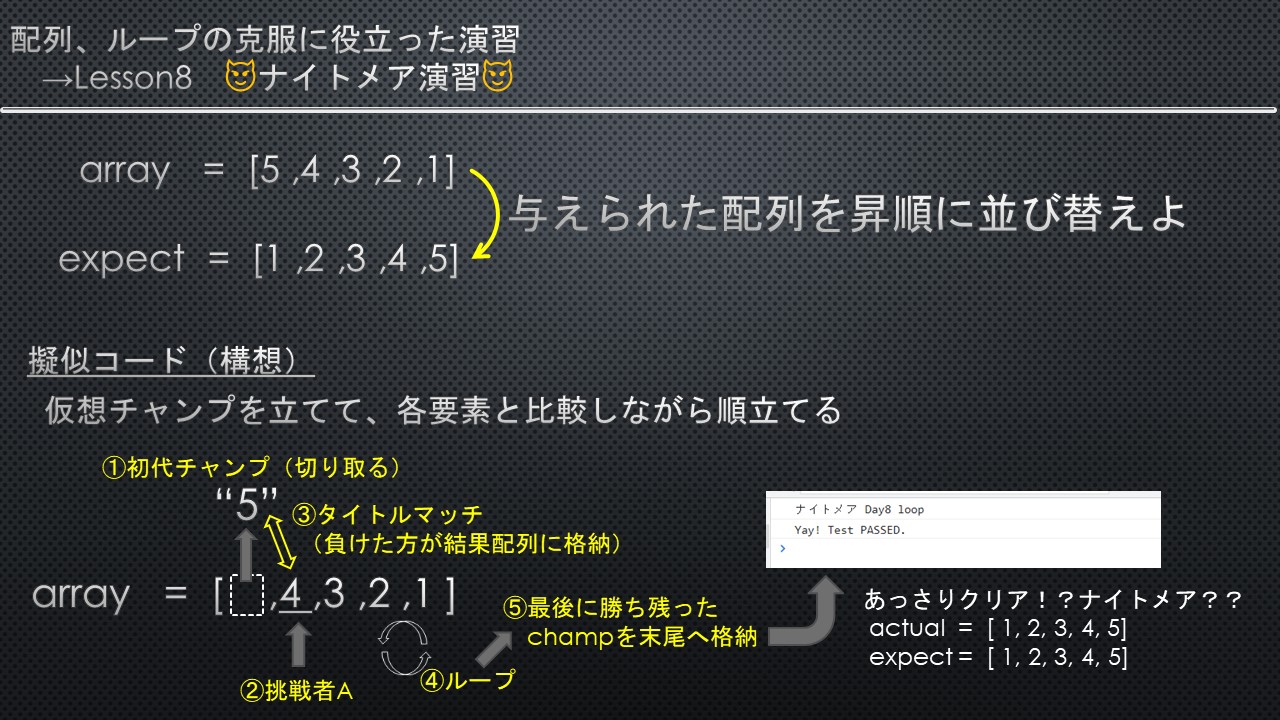 配列、ループの克服に役立った演習
→Lesson8 😈ナイトメア演習😈
array = [5 ,4 ,3 ,2 ,1]
与えられた配列を昇順に並び替えよ
expect = [1 ,2 ,3 ,4 ,5]
擬似コード（構想）
仮想チャンプを立てて、各要素と比較しながら順立てる
①初代チャンプ（切り取る）
“5”
③タイトルマッチ
（負けた方が結果配列に格納）
array = [ ,4 ,3 ,2 ,1 ]
②挑戦者A
④ループ
⑤最後に勝ち残った
champを末尾へ格納
ナイトメア Day8 loop
Yay! Test PASSED.
>
あっさりクリア！？ナイトメア？？
actual = [ 1, 2, 3, 4, 5]
expect = [ 1, 2, 3, 4, 5]